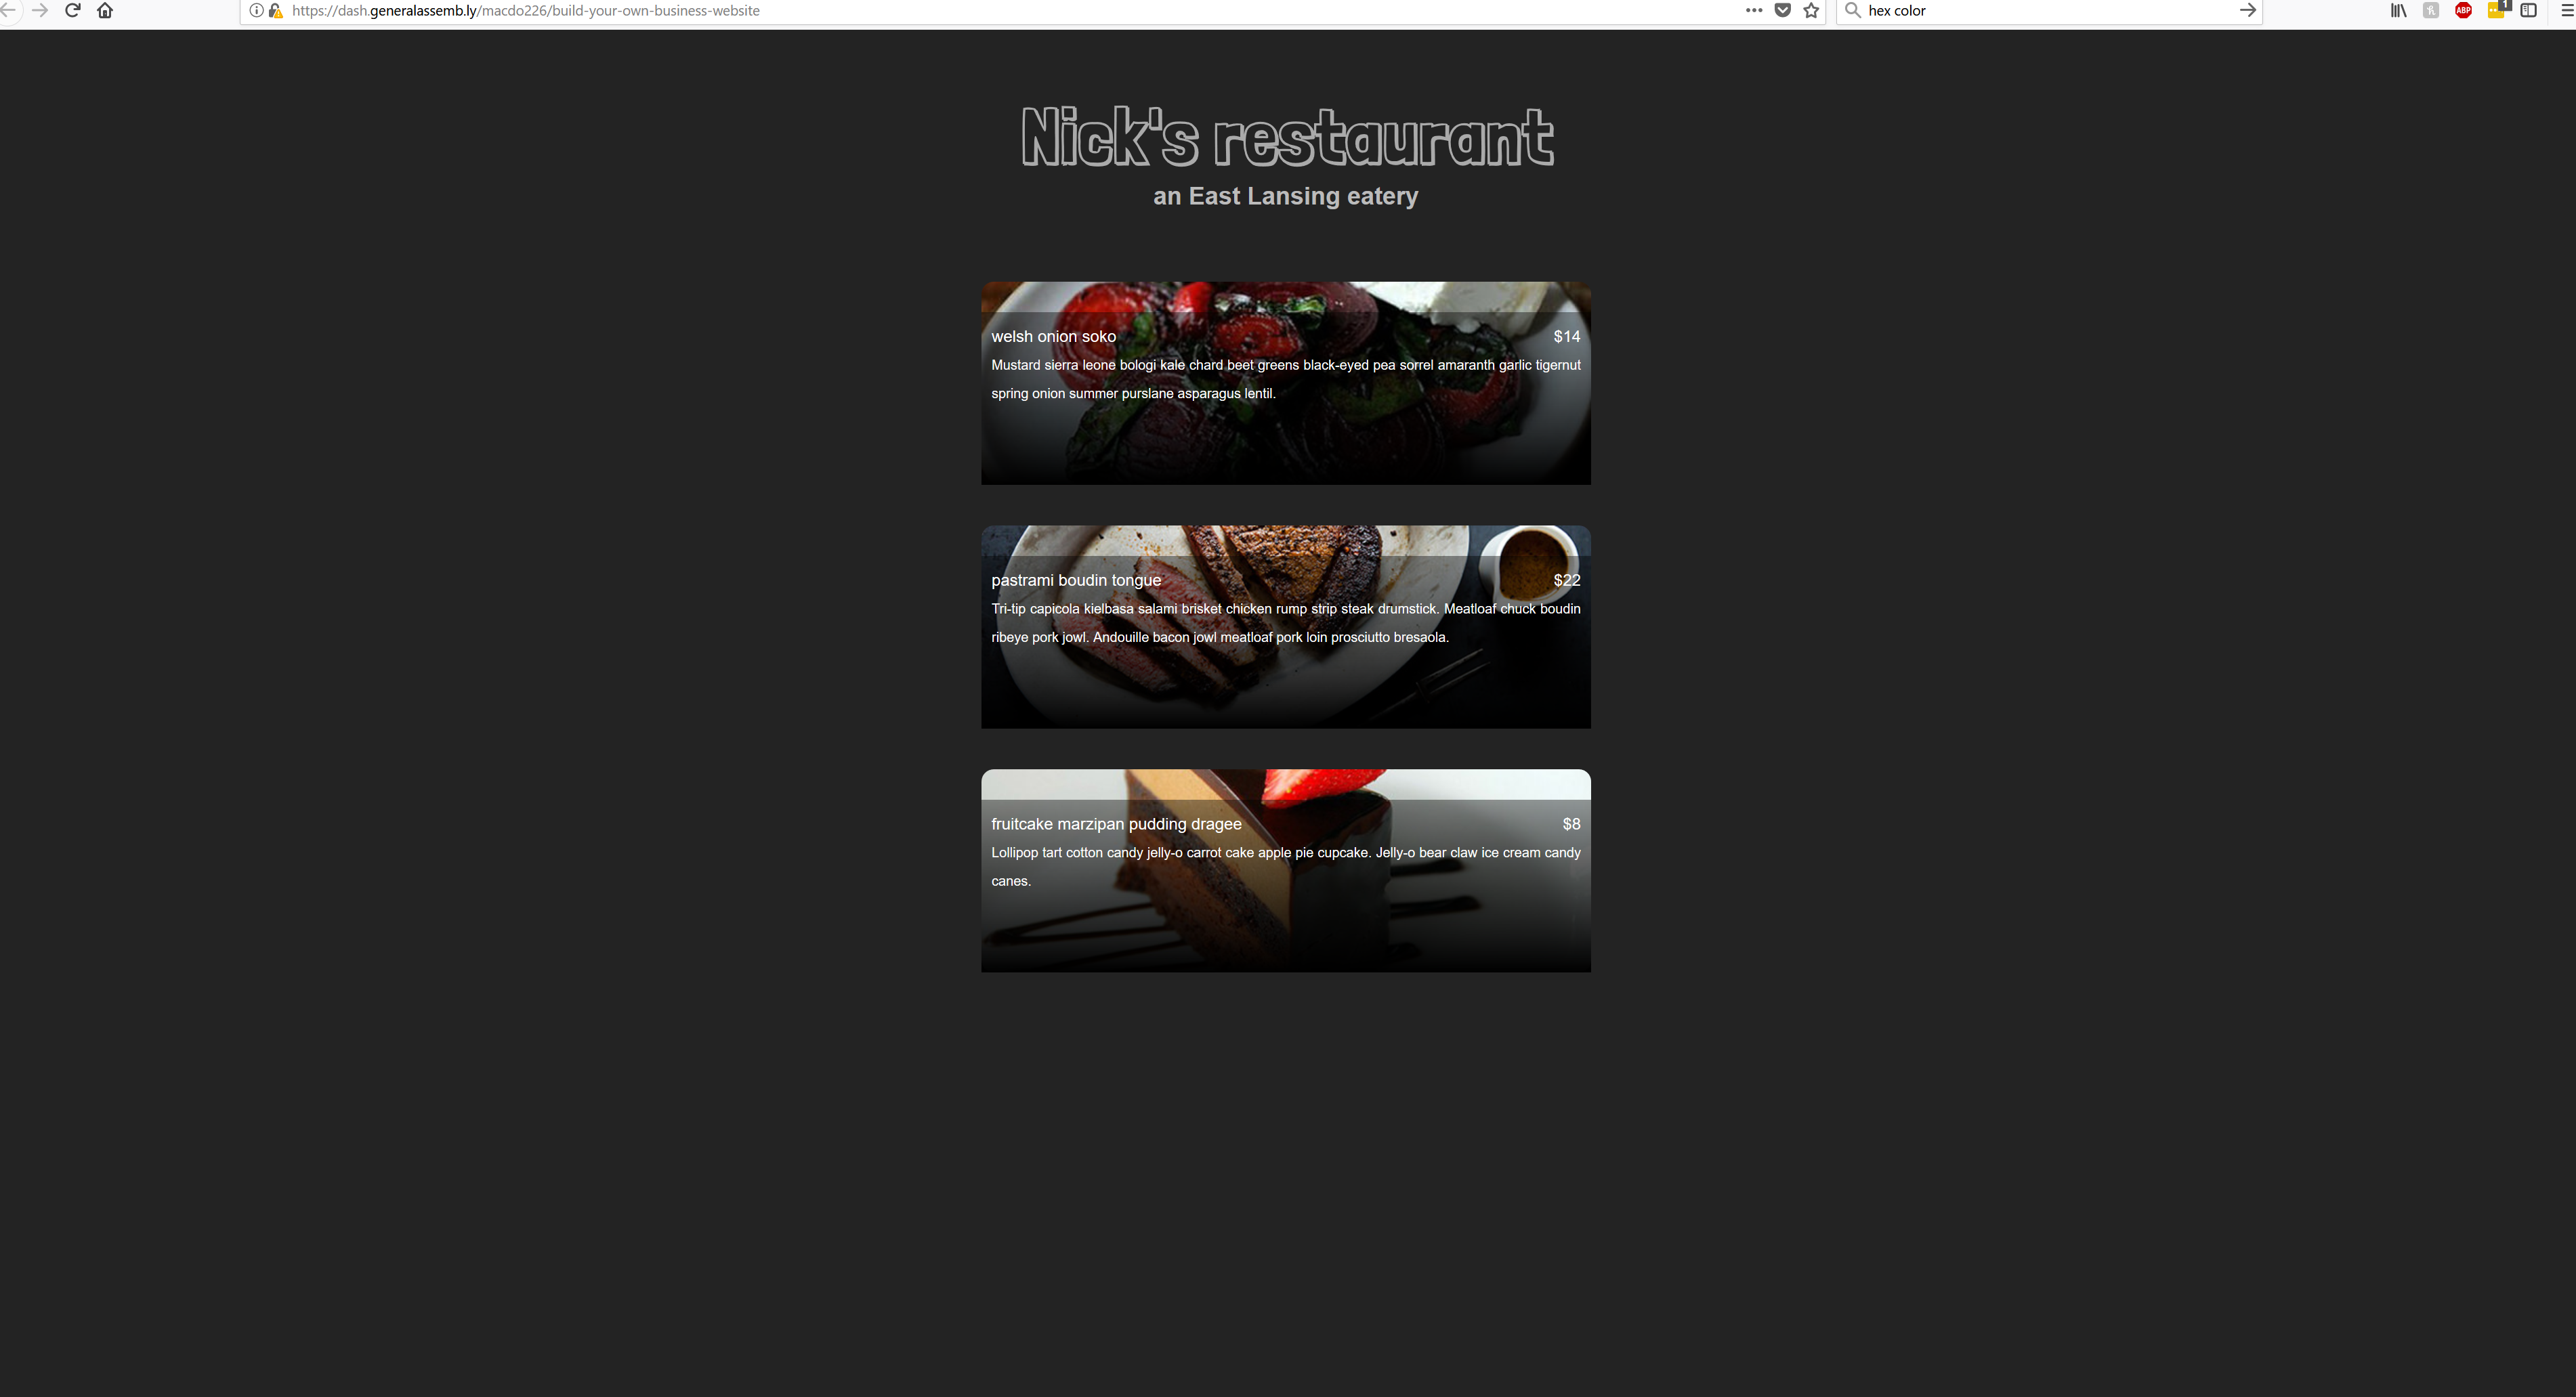 https://dash.generalassemb.ly/macdo226/build-your-own-business-website
hex color
ABP
1
Nick's restaurant
an East Lansing eatery
welsh onion soko $14
Mustard sierra leone bologi kale chard beet greens black-eyed pea sorrel amaranth garlic tigernut
spring onion summer purslane asparagus lentil.
pastrami boudin tongue $22
Tri-tip capicola kielbasa salami brisket chicken rump strip steak drumstick. Meatloaf chuck boudin
ribeye pork jowl. Andouille bacon jowl meatloaf pork loin prosciutto bresaola.
fruitcake marzipan pudding dragee $8
Lollipop tart cotton candy jelly-o carrot cake apple pie cupcake. Jelly-o bear claw ice cream candy
canes.